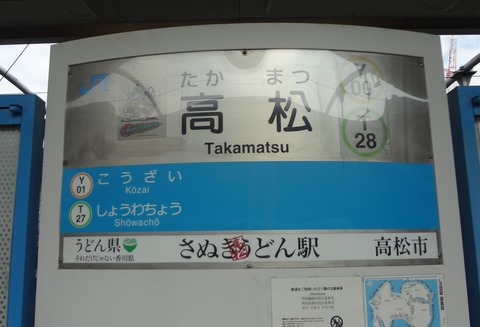 JR
たか まつ
高松
Takamatsu
Y
00
T
28
Y
01
こうざい
Kōzai
T
27
しょうわちょう
Shōwachō
うどん県
それだけじゃない香川県
さぬきうどん駅
高松市